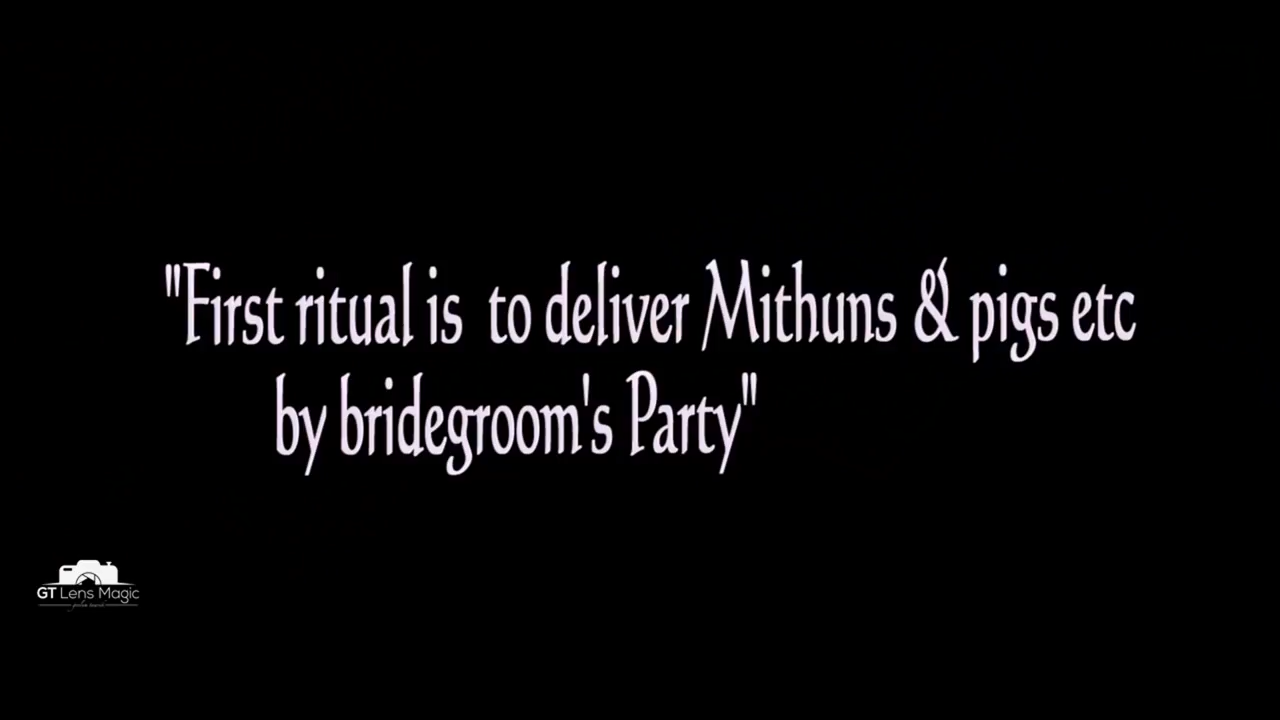 "First ritual is to deliver Mithuns & pigs etc
by bridegroom's Party"
GT Lens Magic